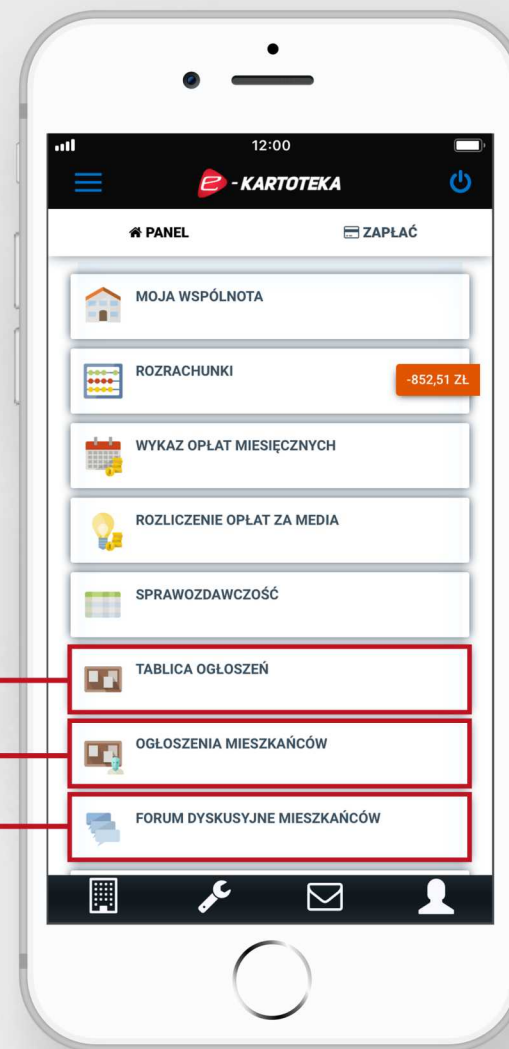 12:00
e - KARTOTEKA
PANEL ZAPŁAĆ
MOJA WSPÓLNOTA
ROZRACHUNKI
-852,51 ZŁ
WYKAZ OPŁAT MIESIĘCZNYCH
ROZLICZENIE OPŁAT ZA MEDIA
SPRAWOZDAWCZOŚĆ
TABLICA OGŁOSZEŃ
OGŁOSZENIA MIESZKAŃCÓW
FORUM DYSKUSYJNE MIESZKAŃCÓW